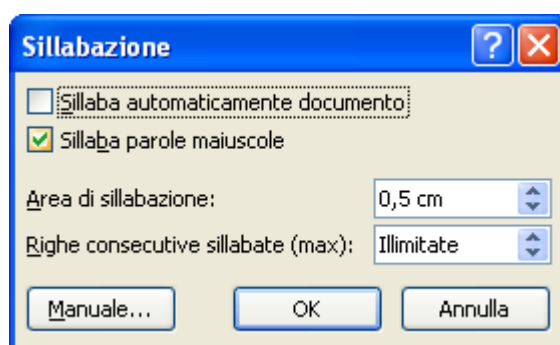 Sillabazione
Sillaba automaticamente documento
Sillaba parole maiuscole
Area di sillabazione: 0,5 cm
Righe consecutive sillabate (max): Illimitate
Manuale... OK Annulla